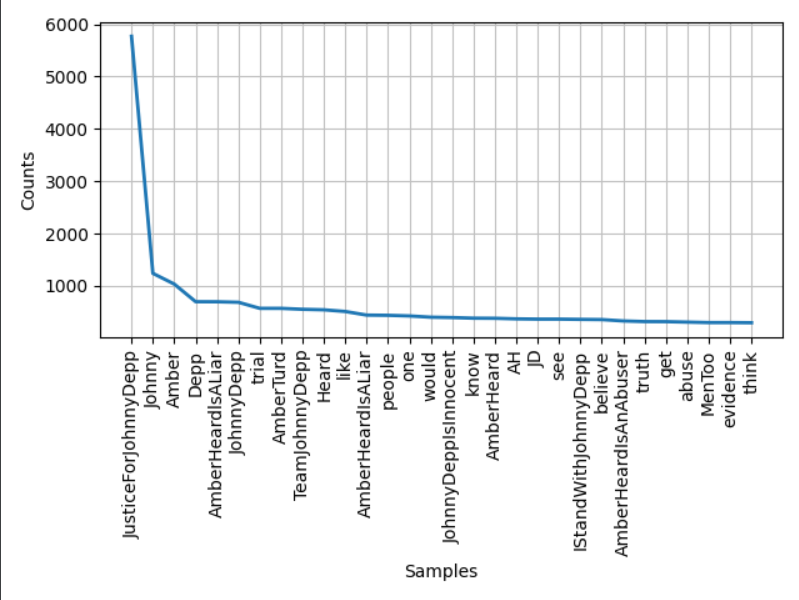 6000
5000
4000
3000
2000
1000
Counts
JusticeForJohnnyDepp
Johnny
Amber
Depp
AmberHeardIsALiar
JohnnyDepp
trial
AmberTurd
TeamJohnnyDepp
Heard
like
AmberHeardIsALiar
people
one
would
JohnnyDeppIsInnocent
know
AmberHeard
AH
JD
see
IStandWithJohnnyDepp
believe
AmberHeardIsAnAbuser
truth
get
abuse
MenToo
evidence
think
Samples